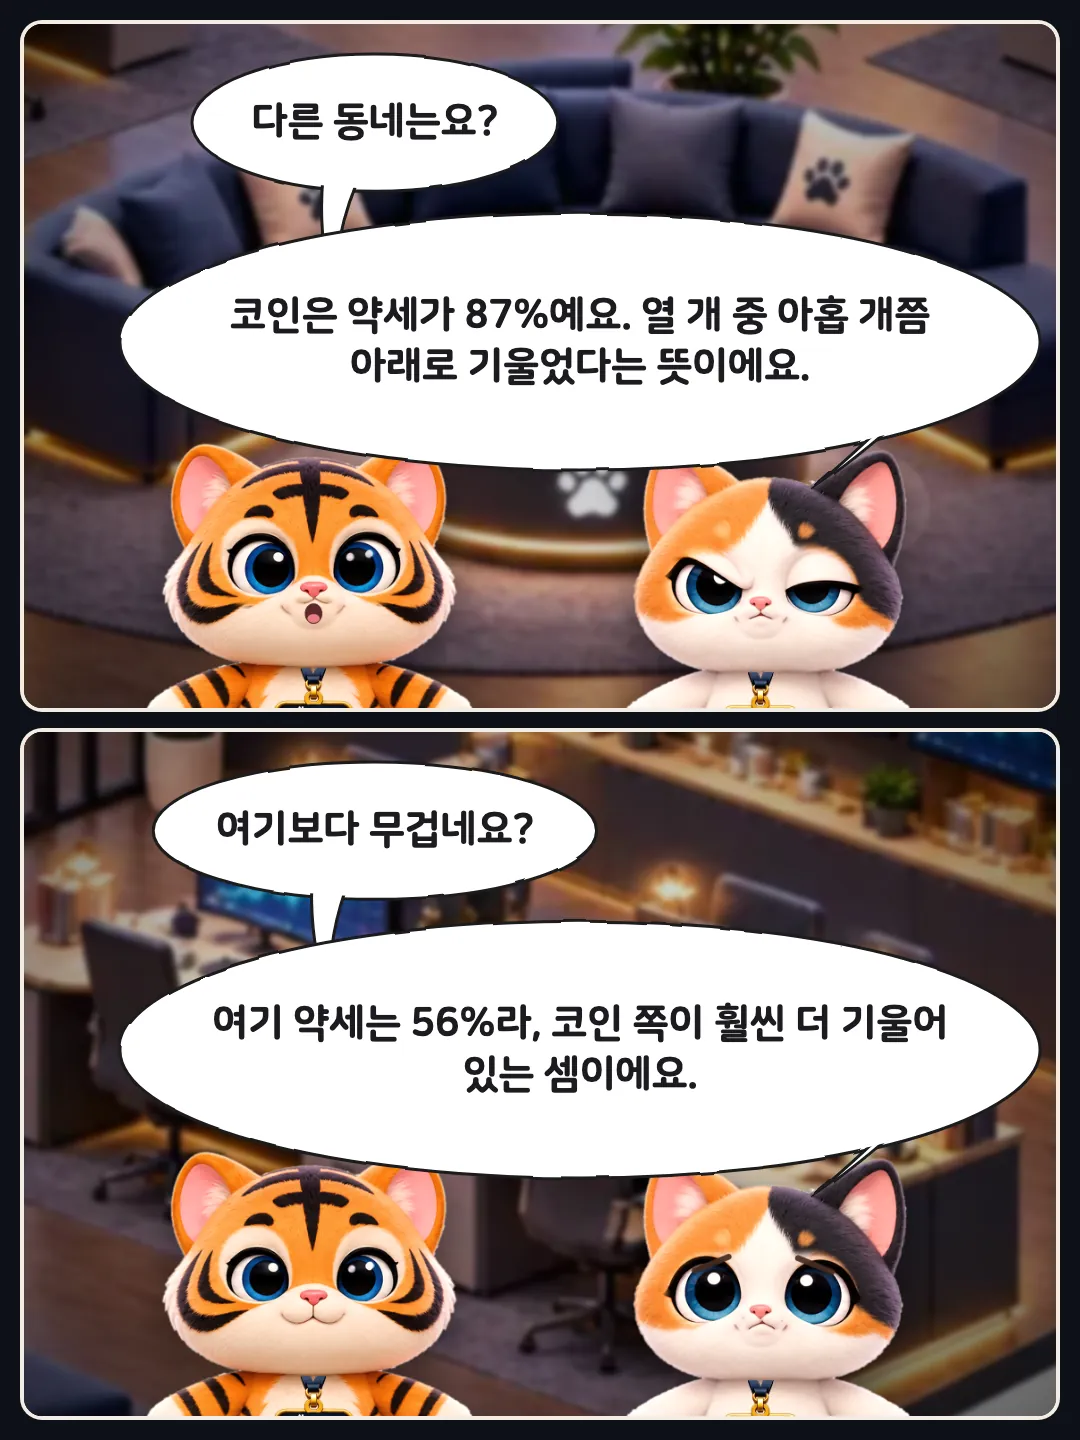 다른 동네는요?
코인은 약세가 87%예요. 열 개 중 아홉 개쯤
아래로 기울었다는 뜻이에요.
여기보다 무겁네요?
여기 약세는 56%라, 코인 쪽이 훨씬 더 기울어
있는 셈이에요.